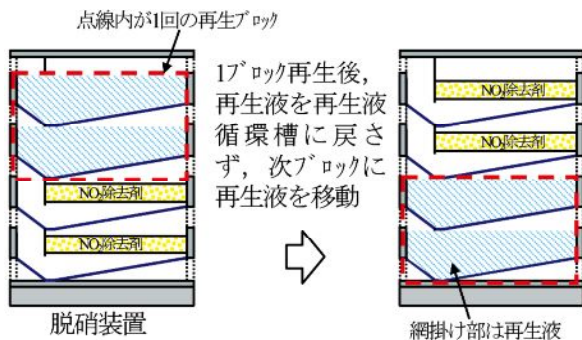 点線内が1回の再生ブロック
1ブロック再生後,
再生液を再生液
循環槽に戻さ
ず，次ブロックに
再生液を移動
NO₂除去剤
NO₂除去剤
NO₂除去剤
NO₂除去剤
脱硝装置
網掛け部は再生液